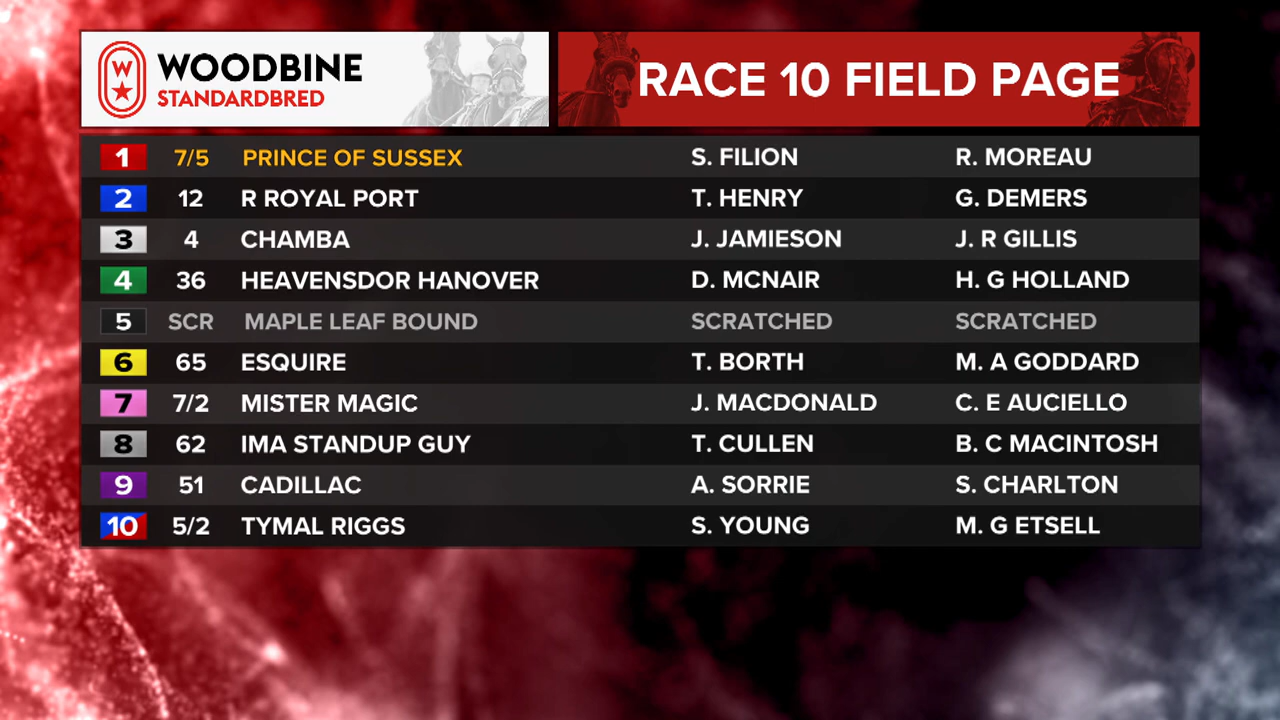 W
WOODBINE
STANDARDBRED
RACE 10 FIELD PAGE
1 7/5 PRINCE OF SUSSEX S. FILION R. MOREAU
2 12 R ROYAL PORT T. HENRY G. DEMERS
3 4 CHAMBA J. JAMIESON J. R GILLIS
4 36 HEAVENSDOR HANOVER D. MCNAIR H. G HOLLAND
5 SCR MAPLE LEAF BOUND SCRATCHED SCRATCHED
6 65 ESQUIRE T. BORTH M. A GODDARD
7 7/2 MISTER MAGIC J. MACDONALD C. E AUCIELLO
8 62 IMA STANDUP GUY T. CULLEN B. C MACINTOSH
9 51 CADILLAC A. SORRIE S. CHARLTON
10 5/2 TYMAL RIGGS S. YOUNG M. G ETSELL